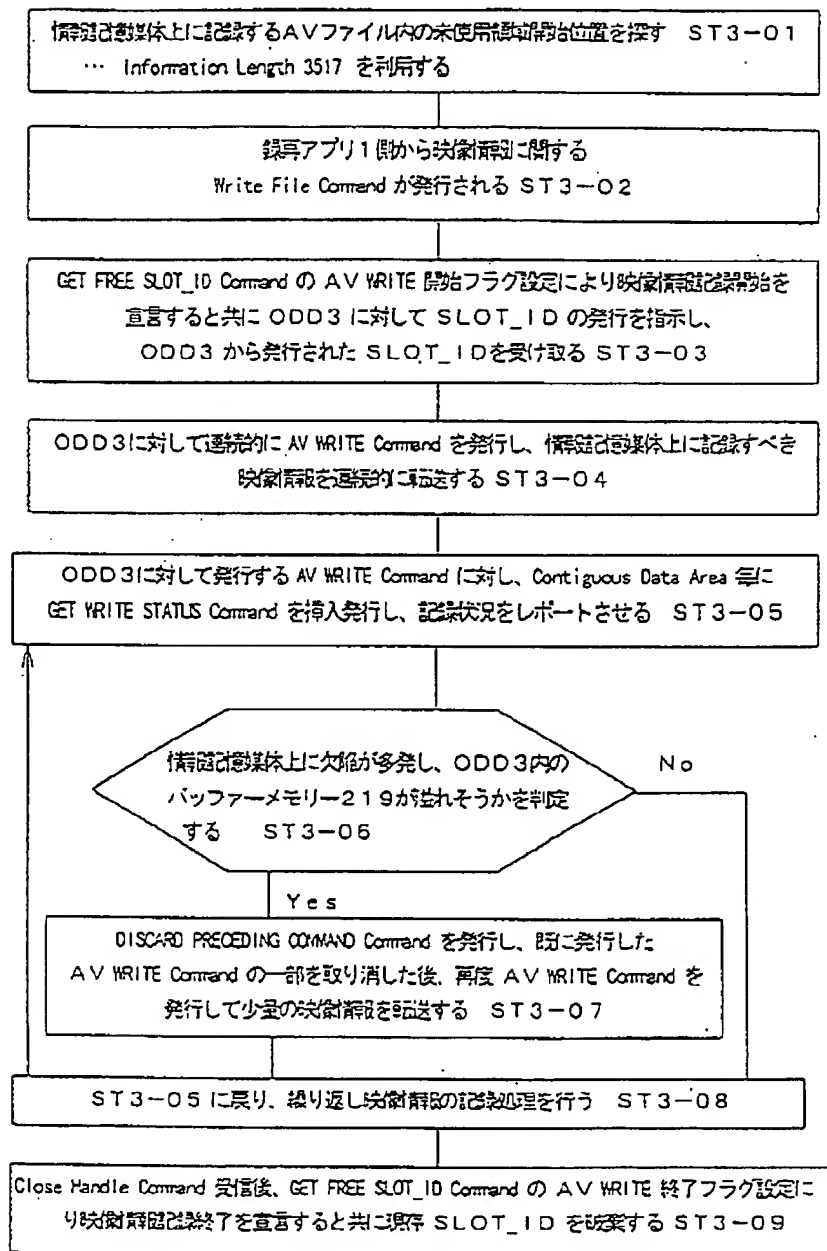 情報記憶媒体上に記録するAVファイル内の未使用領域開始位置を探す ST3-01
… Information Length 3517 を利用する
録再アプリ1側から映像情報に関する
Write File Command が発行される ST3-02
GET FREE SLOT_ID Command の AV WRITE 開始フラグ設定により映像情報記録開始を
宣言すると共に ODD3 に対して SLOT_ID の発行を指示し、
ODD3 から発行された SLOT_IDを受け取る ST3-03
ODD3に対して連続的に AV WRITE Command を発行し、情報記憶媒体上に記録すべき
映像情報を連続的に転送する ST3-04
ODD3に対して発行する AV WRITE Command に対し、Contiguous Data Area 毎に
GET WRITE STATUS Command を挿入発行し、記録状況をレポートさせる ST3-05
情報記憶媒体上に欠陥が多発し、ODD3内の
バッファーメモリー219が溢れそうかを判定
する ST3-06
No
Yes
DISCARD PRECEDING COMMAND Command を発行し、既に発行した
AV WRITE Command の一部を取り消した後、再度 AV WRITE Command を
発行して少量の映像情報を転送する ST3-07
ST3-05 に戻り、繰り返し映像情報の記録処理を行う ST3-08
Close Handle Command 受信後、GET FREE SLOT_ID Command の AV WRITE 終了フラグ設定に
り映像情報記録終了を宣言すると共に現存 SLOT_ID を破棄する ST3-09